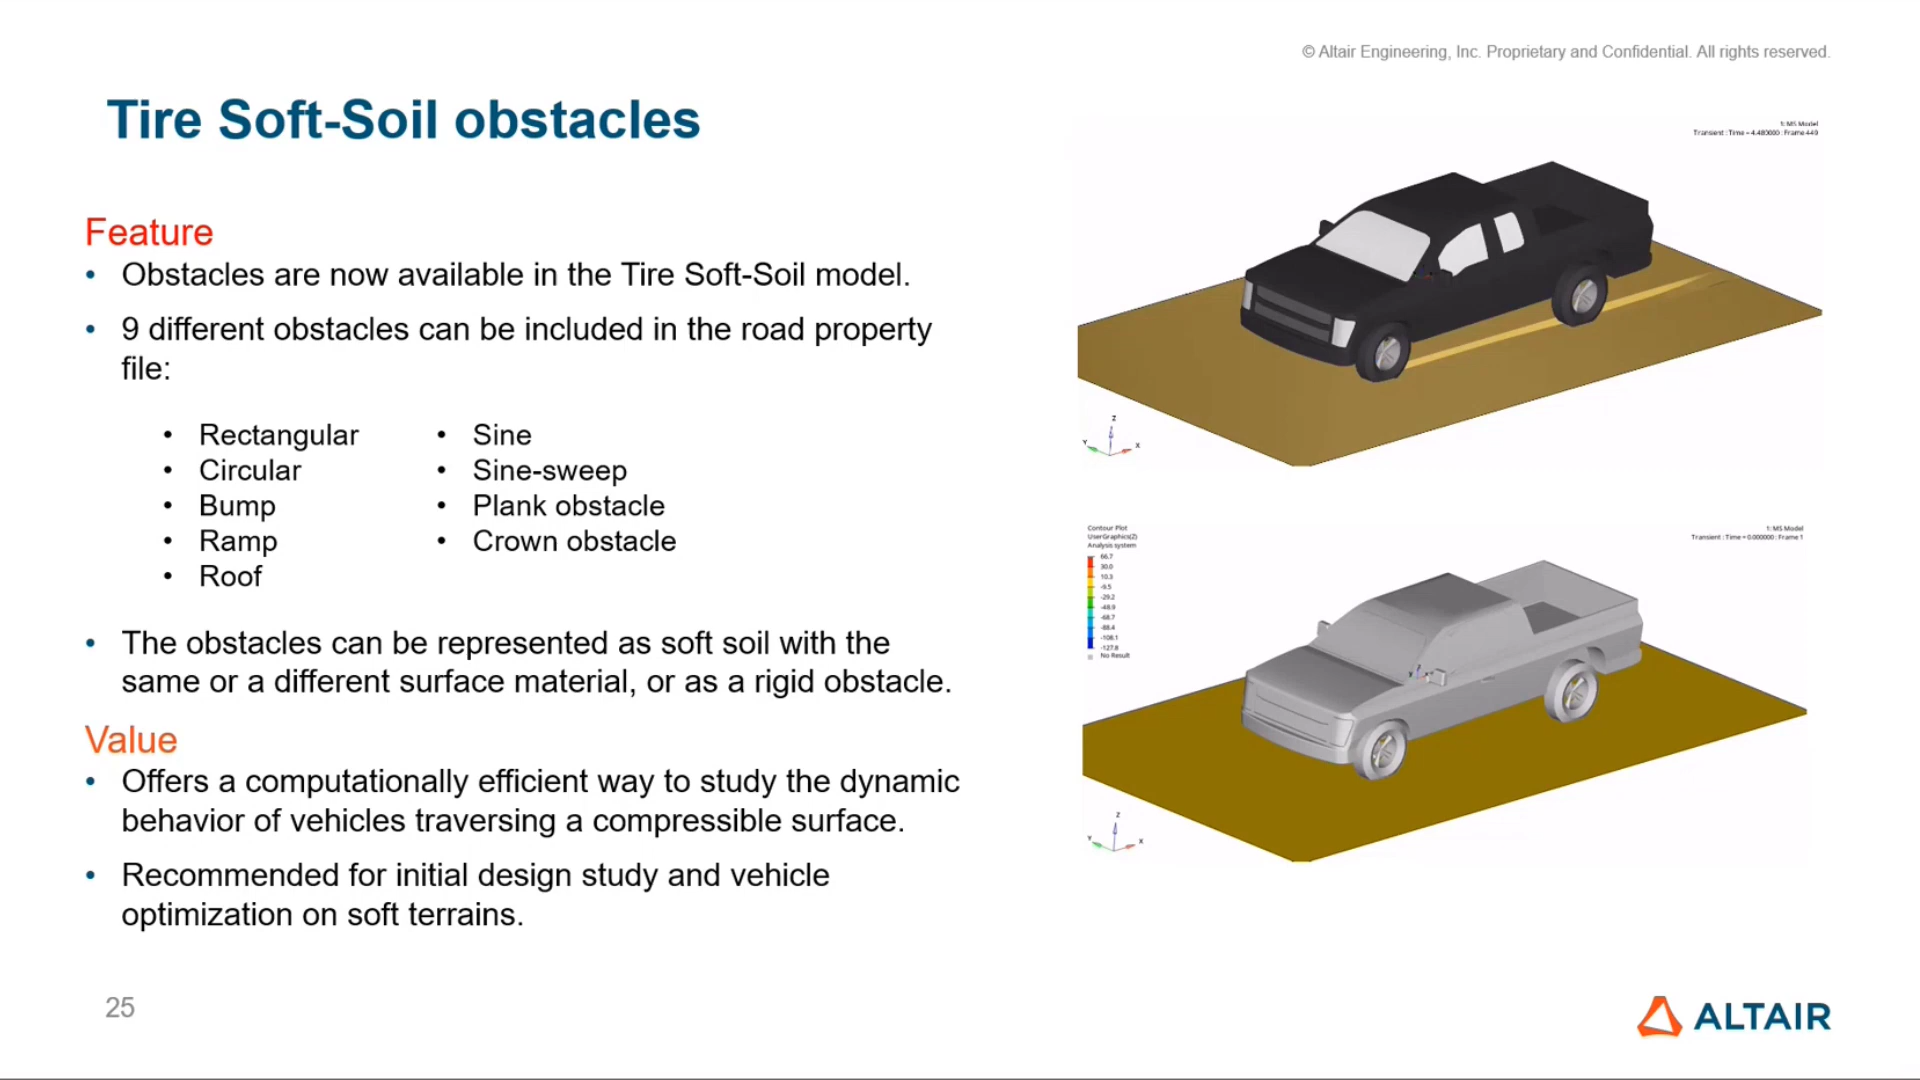 © Altair Engineering, Inc. Proprietary and Confidential. All rights reserved.
Tire Soft-Soil obstacles
Feature
• Obstacles are now available in the Tire Soft-Soil model.
• 9 different obstacles can be included in the road property
file:
• Rectangular
• Circular
• Bump
• Ramp
• Roof
• Sine
• Sine-sweep
• Plank obstacle
• Crown obstacle
• The obstacles can be represented as soft soil with the
same or a different surface material, or as a rigid obstacle.
Value
• Offers a computationally efficient way to study the dynamic
behavior of vehicles traversing a compressible surface.
• Recommended for initial design study and vehicle
optimization on soft terrains.
1: MS Model
Transient : Time = 4.480000 : Frame 449
Z
Y
X
Contour Plot
UserGraphics(Z)
Analysis system
66.7
30.0
10.3
-9.5
-29.2
-48.9
-68.7
-88.4
-108.1
-127.8
No Result
1: MS Model
Transient : Time = 0.000000 : Frame 1
Z
Y
X
25
ALTAIR